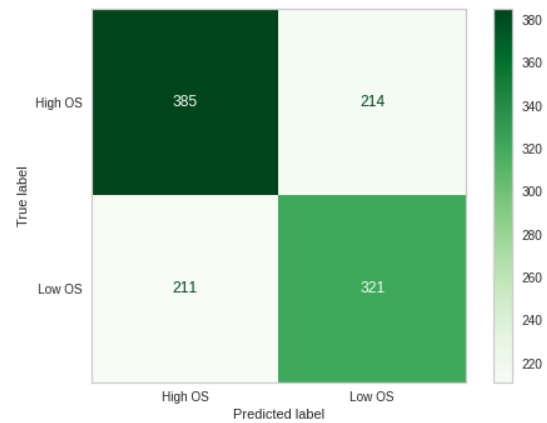 High OS
385
214
True label
Low OS
211
321
High OS
Low OS
Predicted label
380
360
340
320
300
280
260
240
220